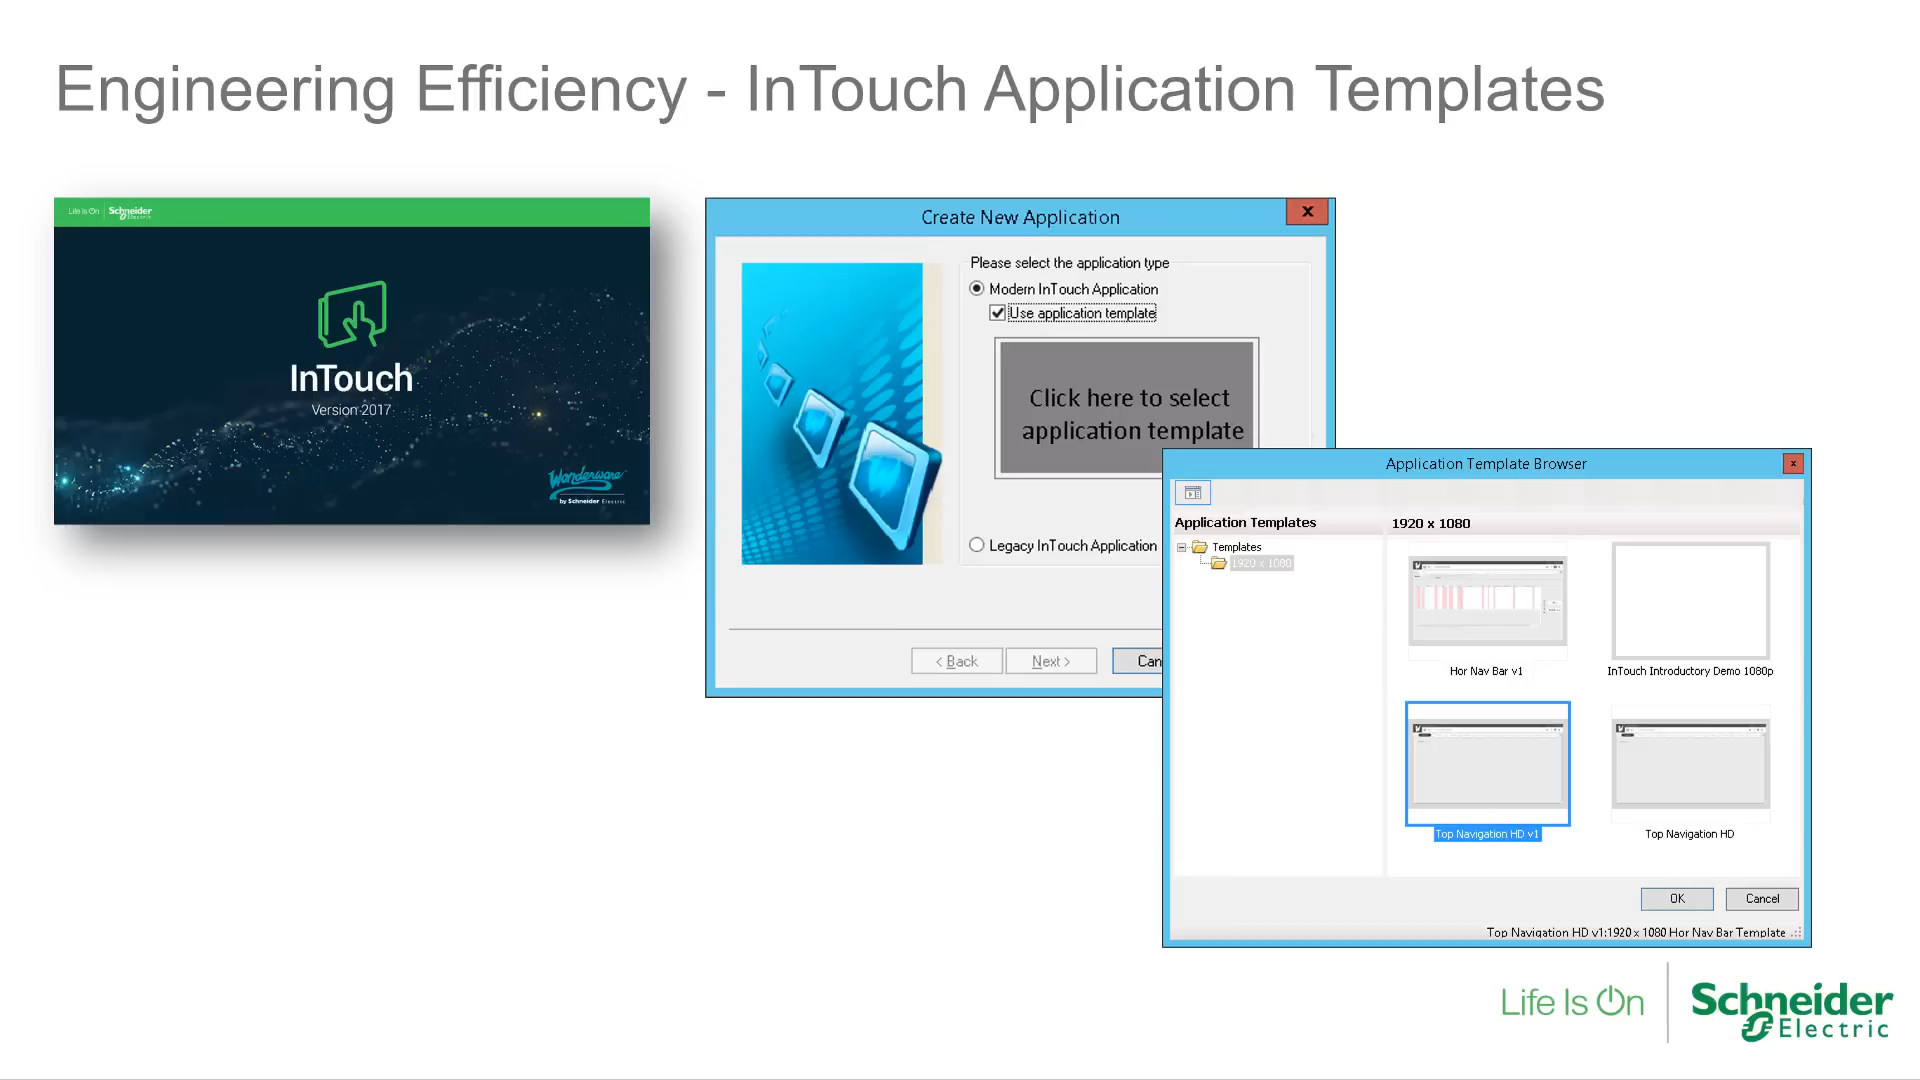 Engineering Efficiency - InTouch Application Templates
Life Is On Schneider Electric
InTouch
Version 2017
Wonderware
by Schneider Electric
Create New Application
Please select the application type
Modern InTouch Application
Use application template
Click here to select
application template
Legacy InTouch Application
< Back Next > Can
Application Template Browser
Application Templates
1920 x 1080
Templates
1920 x 1080
Hor Nav Bar v1
InTouch Introductory Demo 1080p
Top Navigation HD v1
Top Navigation HD
OK Cancel
Top Navigation HD v1:1920 x 1080 Hor Nav Bar Template
Life Is On
Schneider
Electric